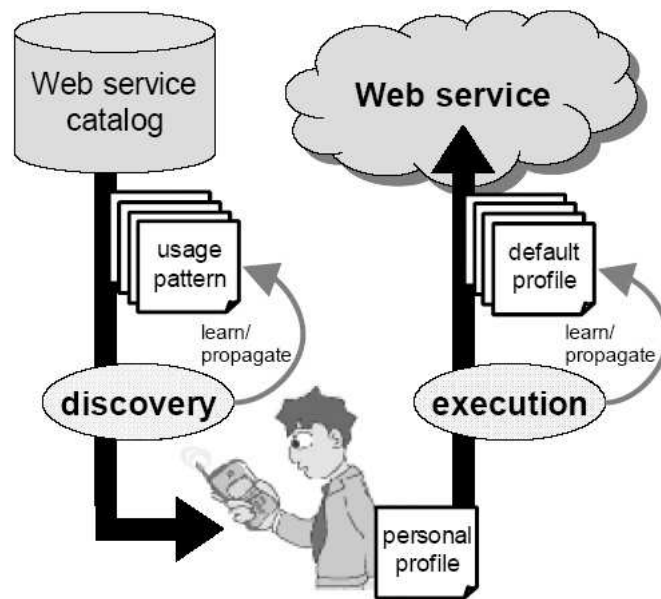 Web service
catalog
Web service
usage
pattern
default
profile
learn/
propagate
learn/
propagate
discovery
execution
personal
profile